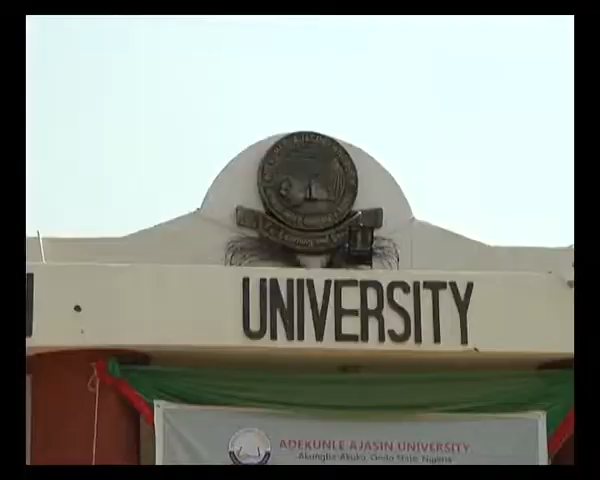 UNIVERSITY
ADEKUNLE AJASIN UNIVERSITY
Akungba-Akoko, Ondo State, Nigeria